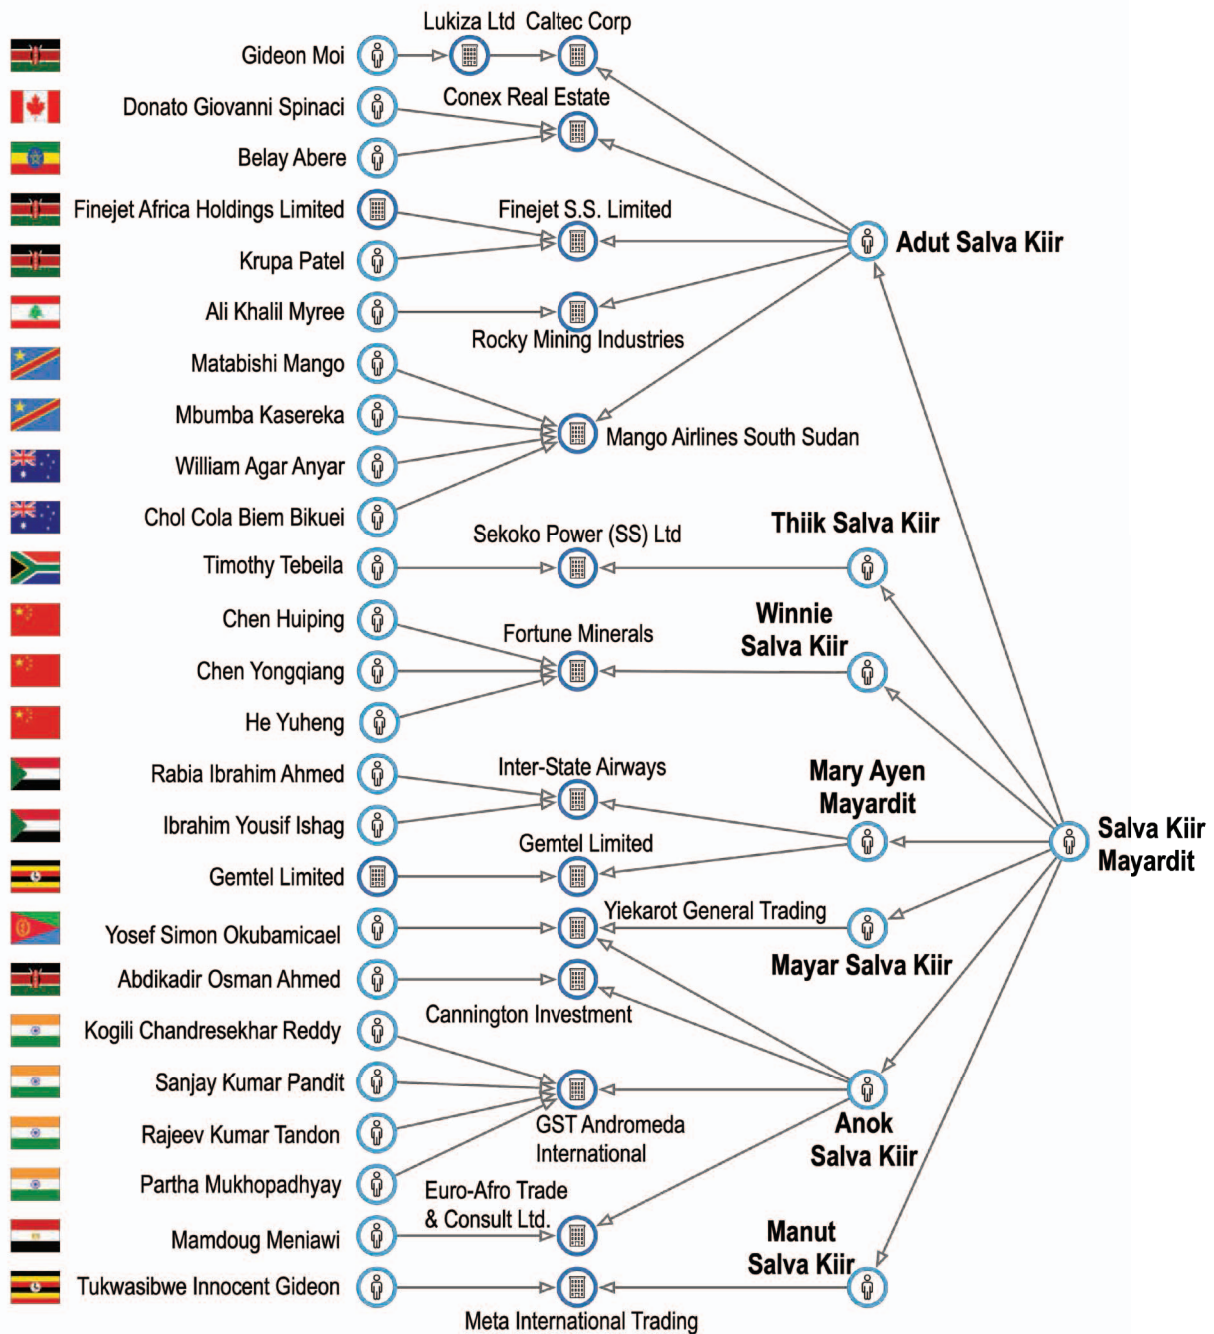 Lukiza Ltd Caltec Corp
Gideon Moi
Donato Giovanni Spinaci
Conex Real Estate
Belay Abere
Finejet Africa Holdings Limited
Finejet S.S. Limited
Adut Salva Kiir
Krupa Patel
Ali Khalil Myree
Rocky Mining Industries
Matabishi Mango
Mbumba Kasereka
Mango Airlines South Sudan
William Agar Anyar
Chol Cola Biem Bikuei
Thiik Salva Kiir
Sekoko Power (SS) Ltd
Timothy Tebeila
Chen Huiping
Winnie
Salva Kiir
Fortune Minerals
Chen Yongqiang
He Yuheng
Rabia Ibrahim Ahmed
Inter-State Airways
Mary Ayen
Mayardit
Ibrahim Yousif Ishag
Salva Kiir
Mayardit
Gemtel Limited
Gemtel Limited
Yiekarot General Trading
Yosef Simon Okubamicael
Mayar Salva Kiir
Abdikadir Osman Ahmed
Cannington Investment
Kogili Chandresekhar Reddy
Sanjay Kumar Pandit
GST Andromeda
International
Anok
Salva Kiir
Rajeev Kumar Tandon
Partha Mukhopadhyay
Euro-Afro Trade
& Consult Ltd.
Mamdoug Meniawi
Manut
Salva Kiir
Tukwasibwe Innocent Gideon
Meta International Trading